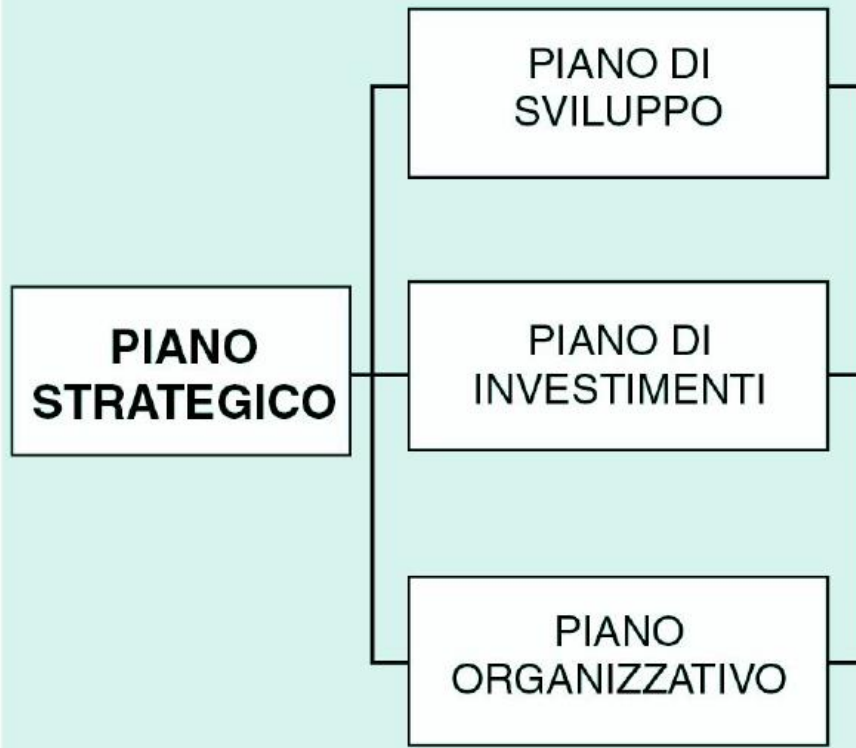 PIANO DI
SVILUPPO
PIANO
STRATEGICO
PIANO DI
INVESTIMENTI
PIANO
ORGANIZZATIVO